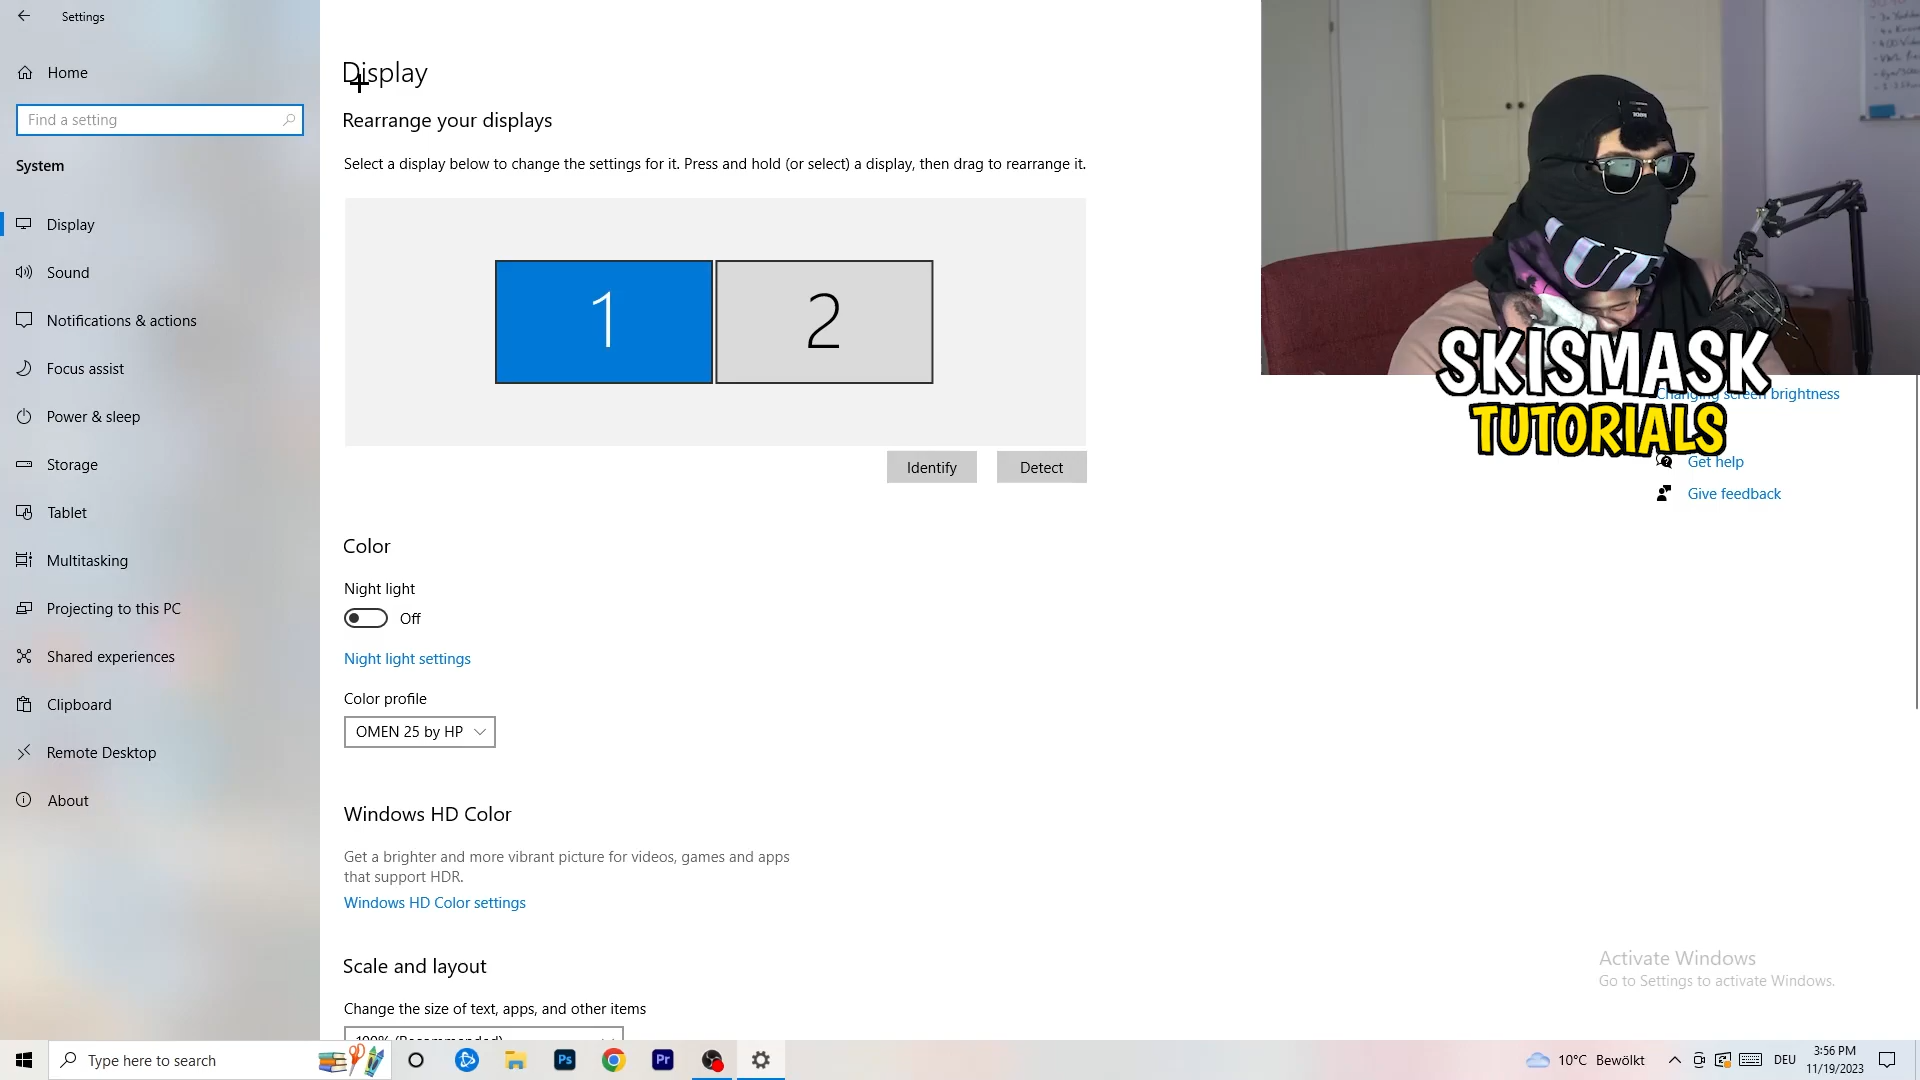 Settings
Home
Find a setting
System
Display
Sound
Notifications & actions
Focus assist
Power & sleep
Storage
Tablet
Multitasking
Projecting to this PC
Shared experiences
Clipboard
Remote Desktop
About
Display
Rearrange your displays
Select a display below to change the settings for it. Press and hold (or select) a display, then drag to rearrange it.
1
2
Identify
Detect
Color
Night light
Off
Night light settings
Color profile
OMEN 25 by HP
Windows HD Color
Get a brighter and more vibrant picture for videos, games and apps
that support HDR.
Windows HD Color settings
Scale and layout
Change the size of text, apps, and other items
100% (Recommended)
SKISMASK
TUTORIALS
Changing screen brightness
Get help
Give feedback
Activate Windows
Go to Settings to activate Windows.
Type here to search
Ps
Pr
10°C Bewölkt
DEU
3:56 PM
11/19/2023